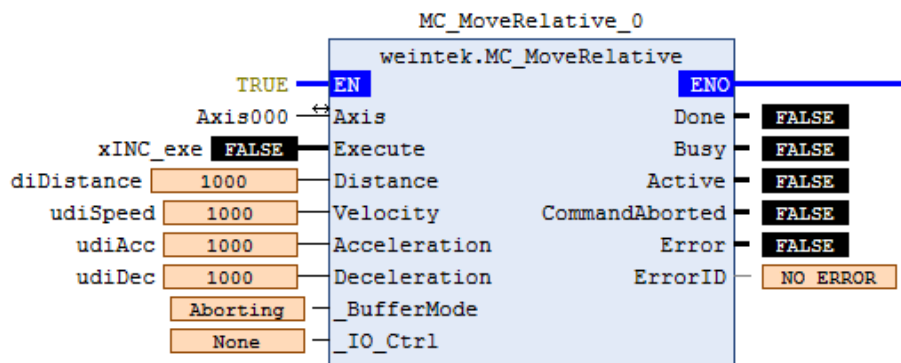 MC_MoveRelative_0
weintek.MC_MoveRelative
TRUE EN ENO
Axis000 Axis Done FALSE
xINC_exe FALSE Execute Busy FALSE
diDistance 1000 Distance Active FALSE
udiSpeed 1000 Velocity CommandAborted FALSE
udiAcc 1000 Acceleration Error FALSE
udiDec 1000 Deceleration ErrorID NO ERROR
Aborting _BufferMode
None _IO_Ctrl